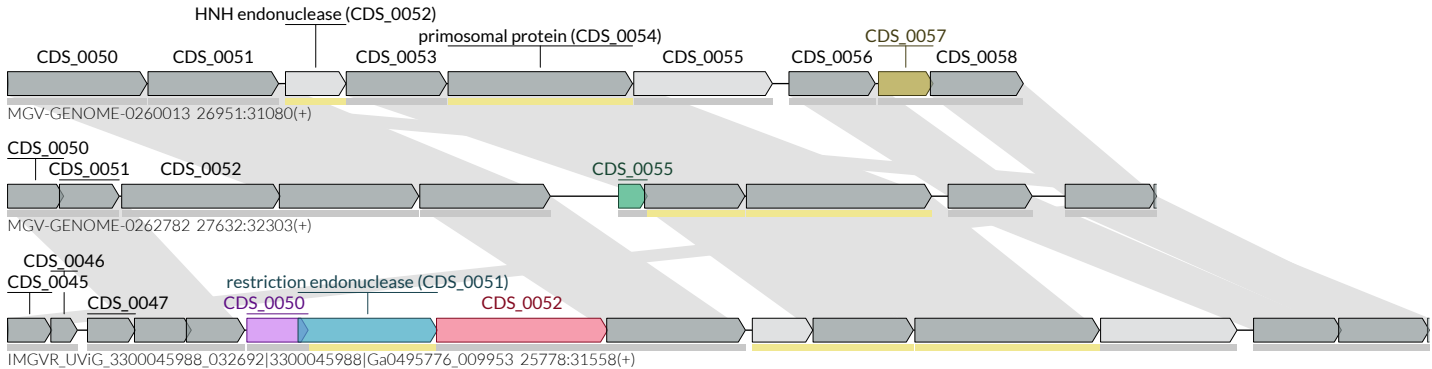 HNH endonuclease (CDS_0052)
primosomal protein (CDS_0054)
CDS_0057
CDS_0050 CDS_0051 CDS_0053 CDS_0055 CDS_0056 CDS_0058
MGV-GENOME-0260013 26951:31080(+)
CDS_0050
CDS_0051 CDS_0052 CDS_0055
MGV-GENOME-0262782 27632:32303(+)
CDS_0046
CDS_0045 restriction endonuclease (CDS_0051)
CDS_0047 CDS_0050 CDS_0052
IMGVR_UViG_3300045988_032692|3300045988|Ga0495776_009953 25778:31558(+)